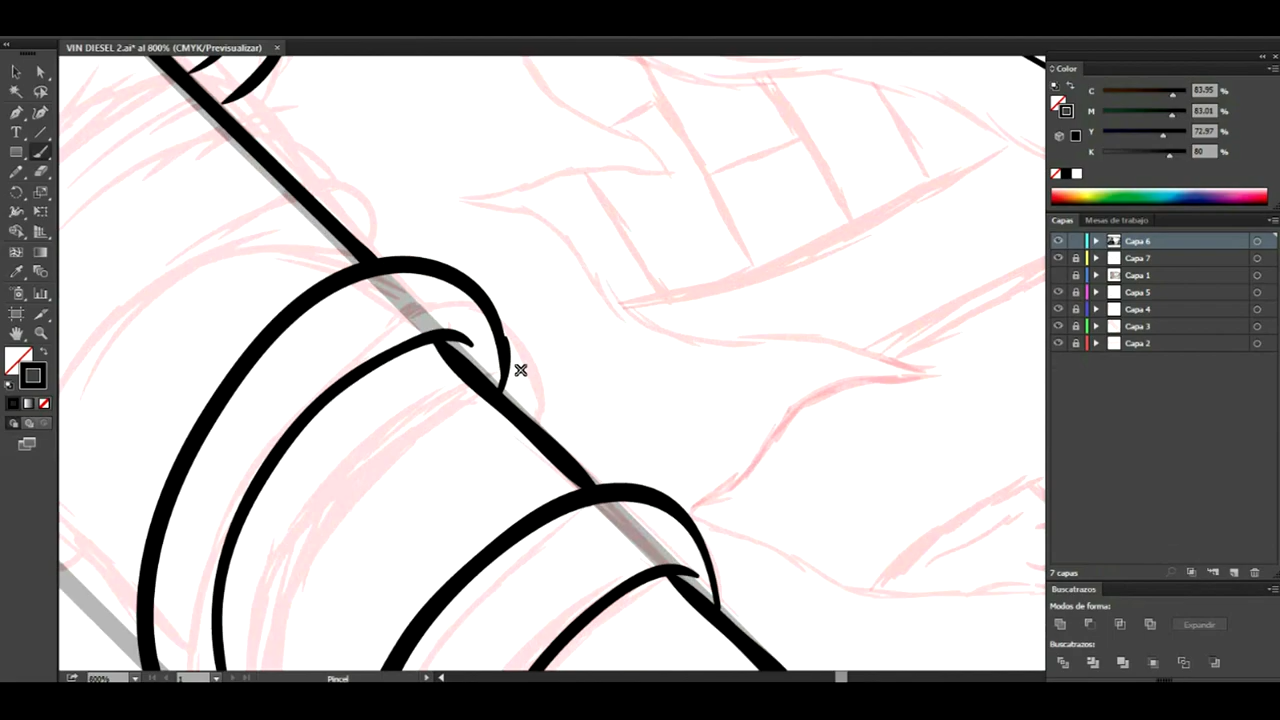 VIN DIESEL 2.ai* al 800% (CMYK/Previsualizar)
Color
C 83.95 %
M 83.01 %
Y 72.97 %
K 80 %
Capas Mesas de trabajo
Capa 6
Capa 7
Capa 1
Capa 5
Capa 4
Capa 3
Capa 2
7 capas
Buscatrazos
Modos de forma:
Expandir
Buscatrazos:
800% 1 Pincel